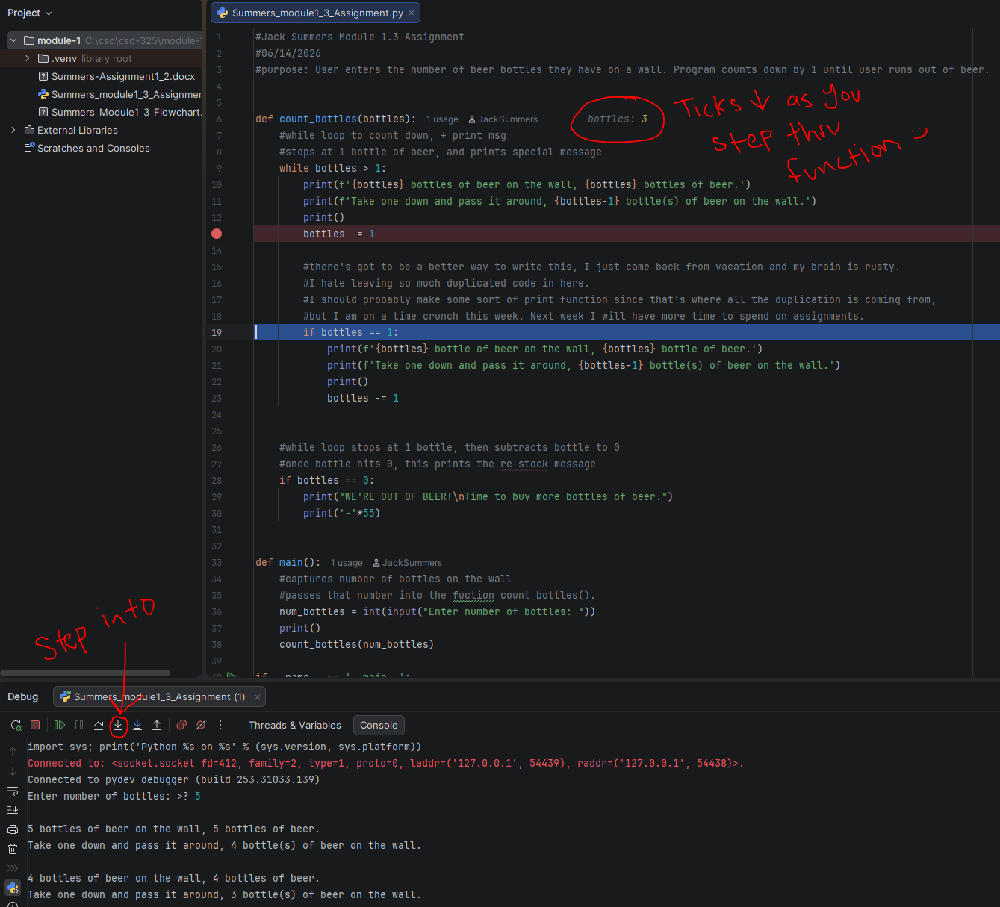 Project
Summers_module1_3_Assignment.py
module-1 C:\csd\csd-325\module-
.venv library root
Summers-Assignment1_2.docx
Summers_module1_3_Assignmer
Summers_Module1_3_Flowchart.
External Libraries
Scratches and Consoles
1 #Jack Summers Module 1.3 Assignment
2 #06/14/2026
3 #purpose: User enters the number of beer bottles they have on a wall. Program counts down by 1 until user runs out of beer.
4
5
6 def count_bottles(bottles): 1 usage JackSummers bottles: 3
Ticks ↓ as you
step thru
function :)
7 #while loop to count down, + print msg
8 #stops at 1 bottle of beer, and prints special message
9 while bottles > 1:
10 print(f'{bottles} bottles of beer on the wall, {bottles} bottles of beer.')
11 print(f'Take one down and pass it around, {bottles-1} bottle(s) of beer on the wall.')
12 print()
bottles -= 1
14
15 #there's got to be a better way to write this, I just came back from vacation and my brain is rusty.
16 #I hate leaving so much duplicated code in here.
17 #I should probably make some sort of print function since that's where all the duplication is coming from,
18 #but I am on a time crunch this week. Next week I will have more time to spend on assignments.
19 if bottles == 1:
20 print(f'{bottles} bottle of beer on the wall, {bottles} bottle of beer.')
21 print(f'Take one down and pass it around, {bottles-1} bottle(s) of beer on the wall.')
22 print()
23 bottles -= 1
24
25
26 #while loop stops at 1 bottle, then subtracts bottle to 0
27 #once bottle hits 0, this prints the re-stock message
28 if bottles == 0:
29 print("WE'RE OUT OF BEER!\nTime to buy more bottles of beer.")
30 print('-'*55)
31
32
33 def main(): 1 usage JackSummers
34 #captures number of bottles on the wall
35 #passes that number into the fuction count_bottles().
36 num_bottles = int(input("Enter number of bottles: "))
37 print()
38 count_bottles(num_bottles)
39
Step into
Debug Summers_module1_3_Assignment (1)
Threads & Variables Console
import sys; print('Python %s on %s' % (sys.version, sys.platform))
Connected to: <socket.socket fd=412, family=2, type=1, proto=0, laddr=('127.0.0.1', 54439), raddr=('127.0.0.1', 54438)>.
Connected to pydev debugger (build 253.31033.139)
Enter number of bottles: >? 5
5 bottles of beer on the wall, 5 bottles of beer.
Take one down and pass it around, 4 bottle(s) of beer on the wall.
4 bottles of beer on the wall, 4 bottles of beer.
Take one down and pass it around, 3 bottle(s) of beer on the wall.